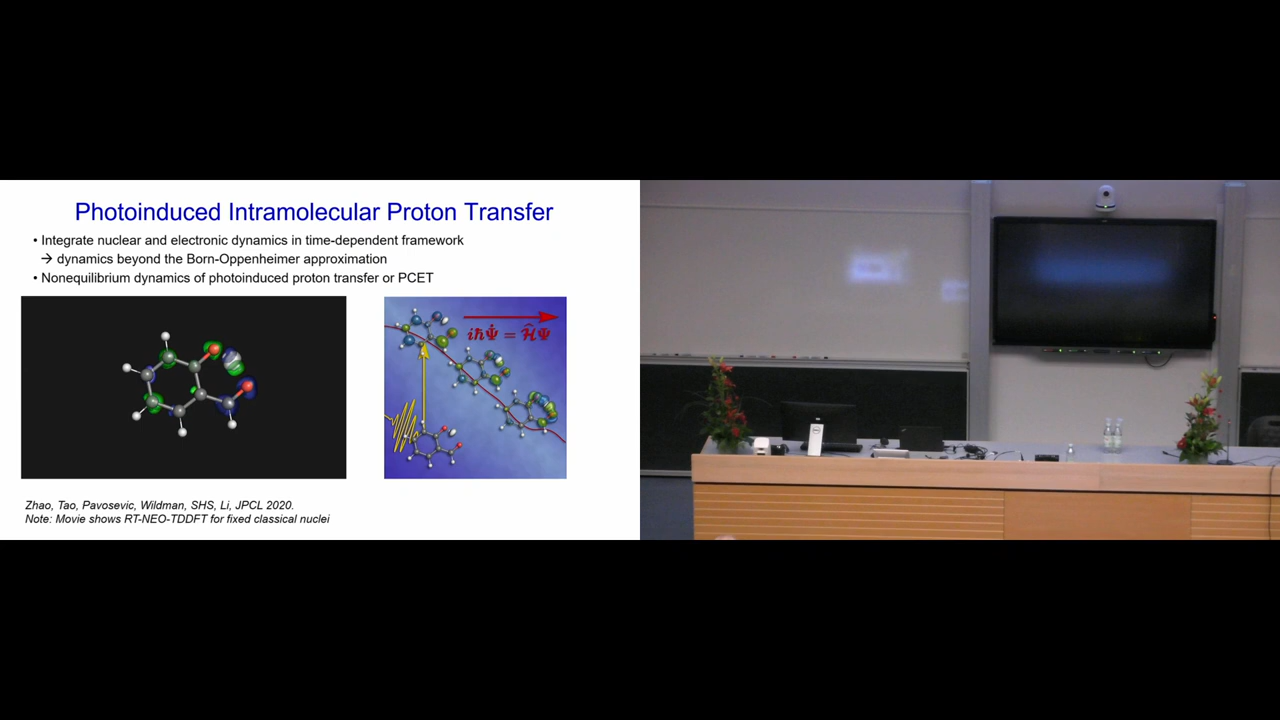 Photoinduced Intramolecular Proton Transfer
• Integrate nuclear and electronic dynamics in time-dependent framework
→ dynamics beyond the Born-Oppenheimer approximation
• Nonequilibrium dynamics of photoinduced proton transfer or PCET
iℏΨ̇ = ĤΨ
Zhao, Tao, Pavosevic, Wildman, SHS, Li, JPCL 2020.
Note: Movie shows RT-NEO-TDDFT for fixed classical nuclei